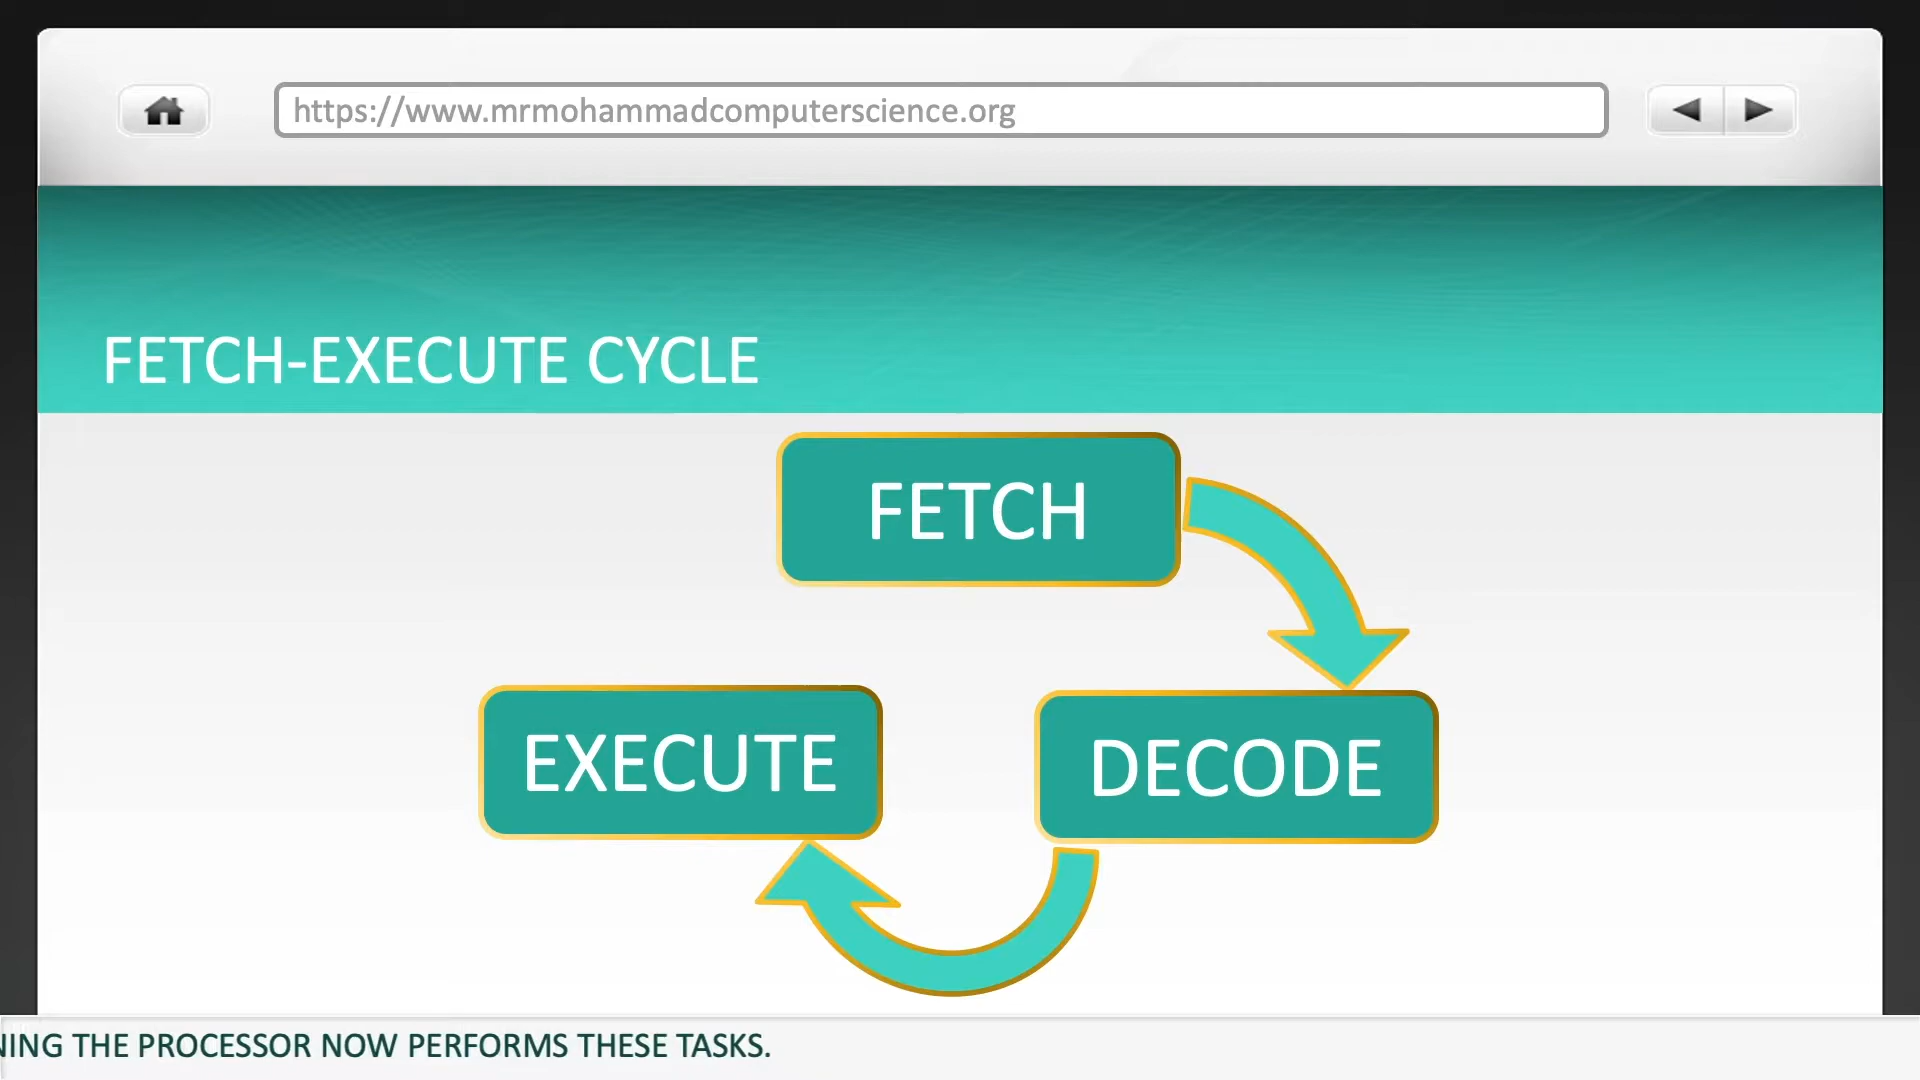 https://www.mrmohammadcomputerscience.org
FETCH-EXECUTE CYCLE
FETCH
EXECUTE
DECODE
THE PROCESSOR NOW PERFORMS THESE TASKS.